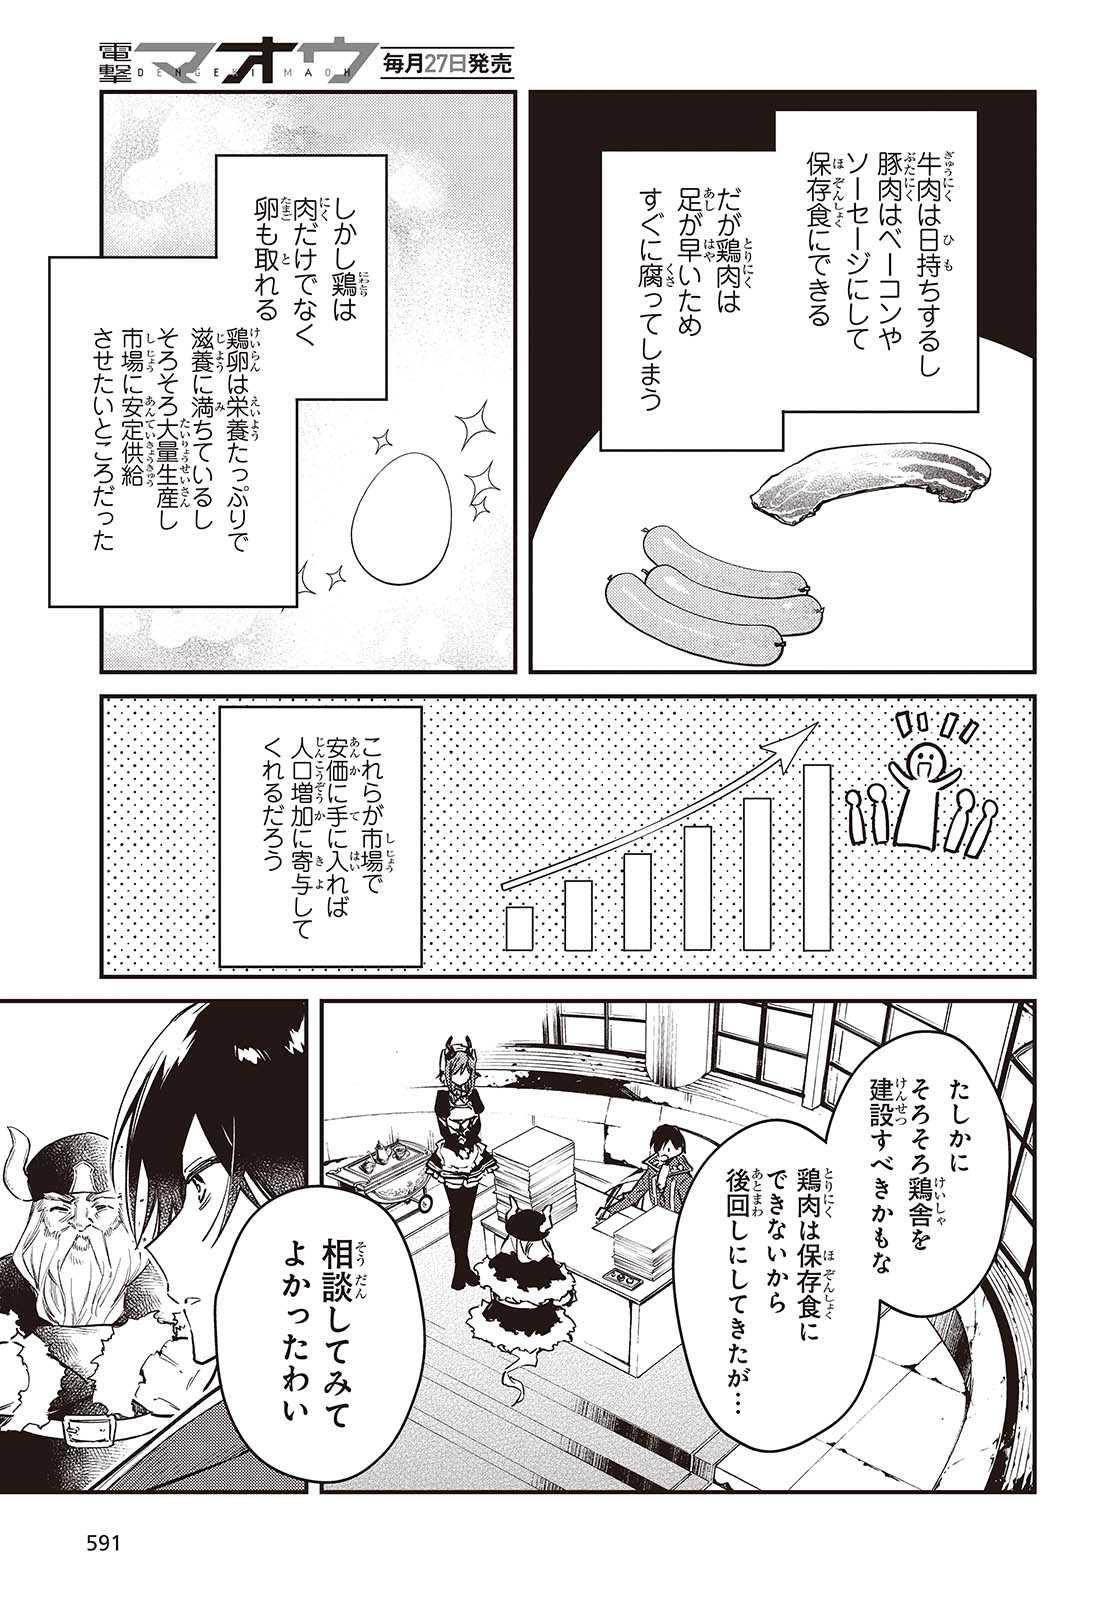 電撃マオウ
DENGEKI MAOH
毎月27日発売
牛肉は日持ちするし
豚肉はベーコンや
ソーセージにして
保存食にできる
だが鶏肉は
足が早いため
すぐに腐ってしまう
しかし鶏は
肉だけでなく
卵も取れる
鶏卵は栄養たっぷりで
滋養に満ちているし
そろそろ大量生産し
市場に安定供給
させたいところだった
これらが市場で
安価に手に入れば
人口増加に寄与して
くれるだろう
たしかに
そろそろ鶏舎を
建設すべきかもな
鶏肉は保存食に
できないから
後回しにしてきたが…
相談してみて
よかったわい
591